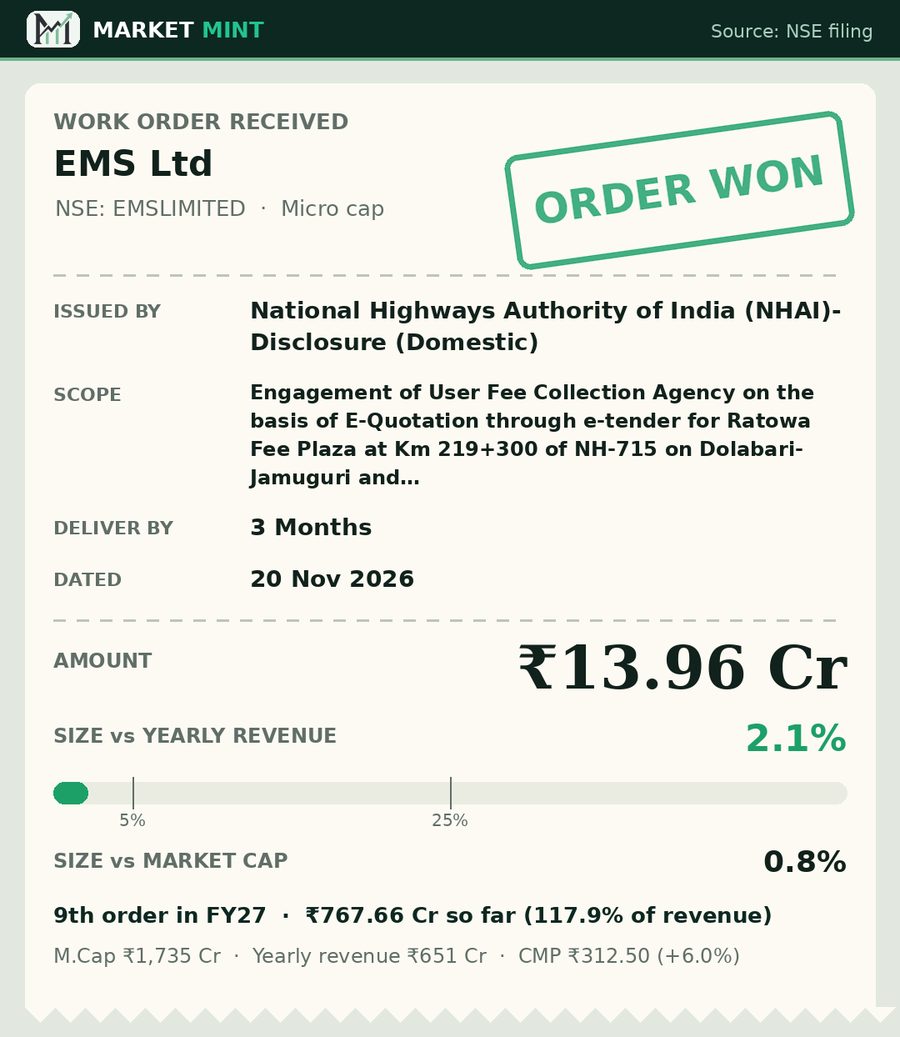 MARKET MINT
Source: NSE filing
WORK ORDER RECEIVED
EMS Ltd
NSE: EMSLIMITED · Micro cap
ORDER WON
ISSUED BY
National Highways Authority of India (NHAI)-
Disclosure (Domestic)
SCOPE
Engagement of User Fee Collection Agency on the
basis of E-Quotation through e-tender for Ratowa
Fee Plaza at Km 219+300 of NH-715 on Dolabari-
Jamuguri and...
DELIVER BY
3 Months
DATED
20 Nov 2026
AMOUNT
₹13.96 Cr
SIZE vs YEARLY REVENUE
2.1%
5%
25%
SIZE vs MARKET CAP
0.8%
9th order in FY27 · ₹767.66 Cr so far (117.9% of revenue)
M.Cap ₹1,735 Cr · Yearly revenue ₹651 Cr · CMP ₹312.50 (+6.0%)